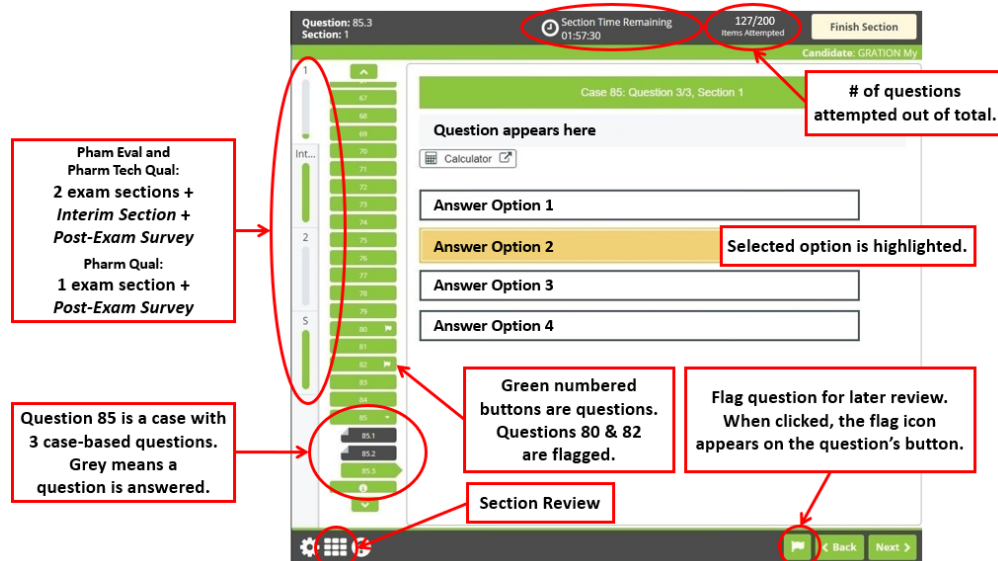 Question: 85.3
Section: 1
Section Time Remaining
01:57:30
127/200
Items Attempted
Finish Section
Candidate: GRATION My
# of questions
attempted out of total.
1
Int...
2
S
67
68
69
70
71
72
73
74
75
76
77
78
79
80
81
82
83
84
85
85.1
85.2
85.3
Case 85: Question 3/3, Section 1
Question appears here
Calculator
Answer Option 1
Answer Option 2
Selected option is highlighted.
Answer Option 3
Answer Option 4
Pham Eval and
Pharm Tech Qual:
2 exam sections +
Interim Section +
Post-Exam Survey
Pharm Qual:
1 exam section +
Post-Exam Survey
Question 85 is a case with
3 case-based questions.
Grey means a
question is answered.
Green numbered
buttons are questions.
Questions 80 & 82
are flagged.
Flag question for later review.
When clicked, the flag icon
appears on the question's button.
Section Review
Back
Next